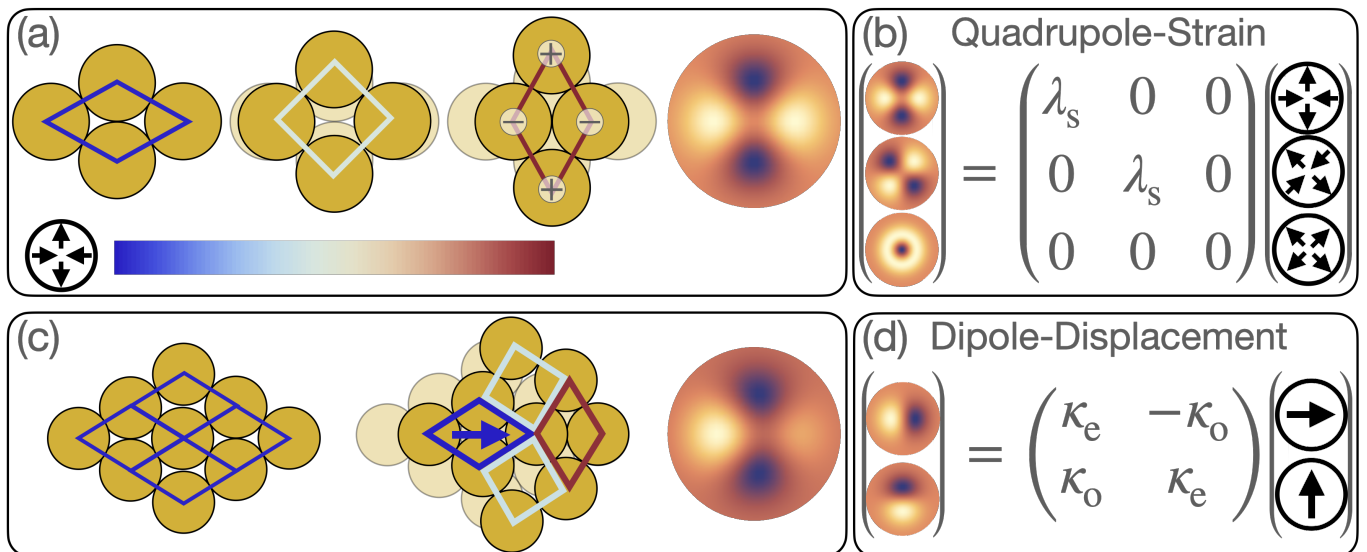 (a)
+
− −
+
(b) Quadrupole-Strain
λs 0 0
= 0 λs 0
0 0 0
(c)
(d) Dipole-Displacement
κe −κo
=
κo κe